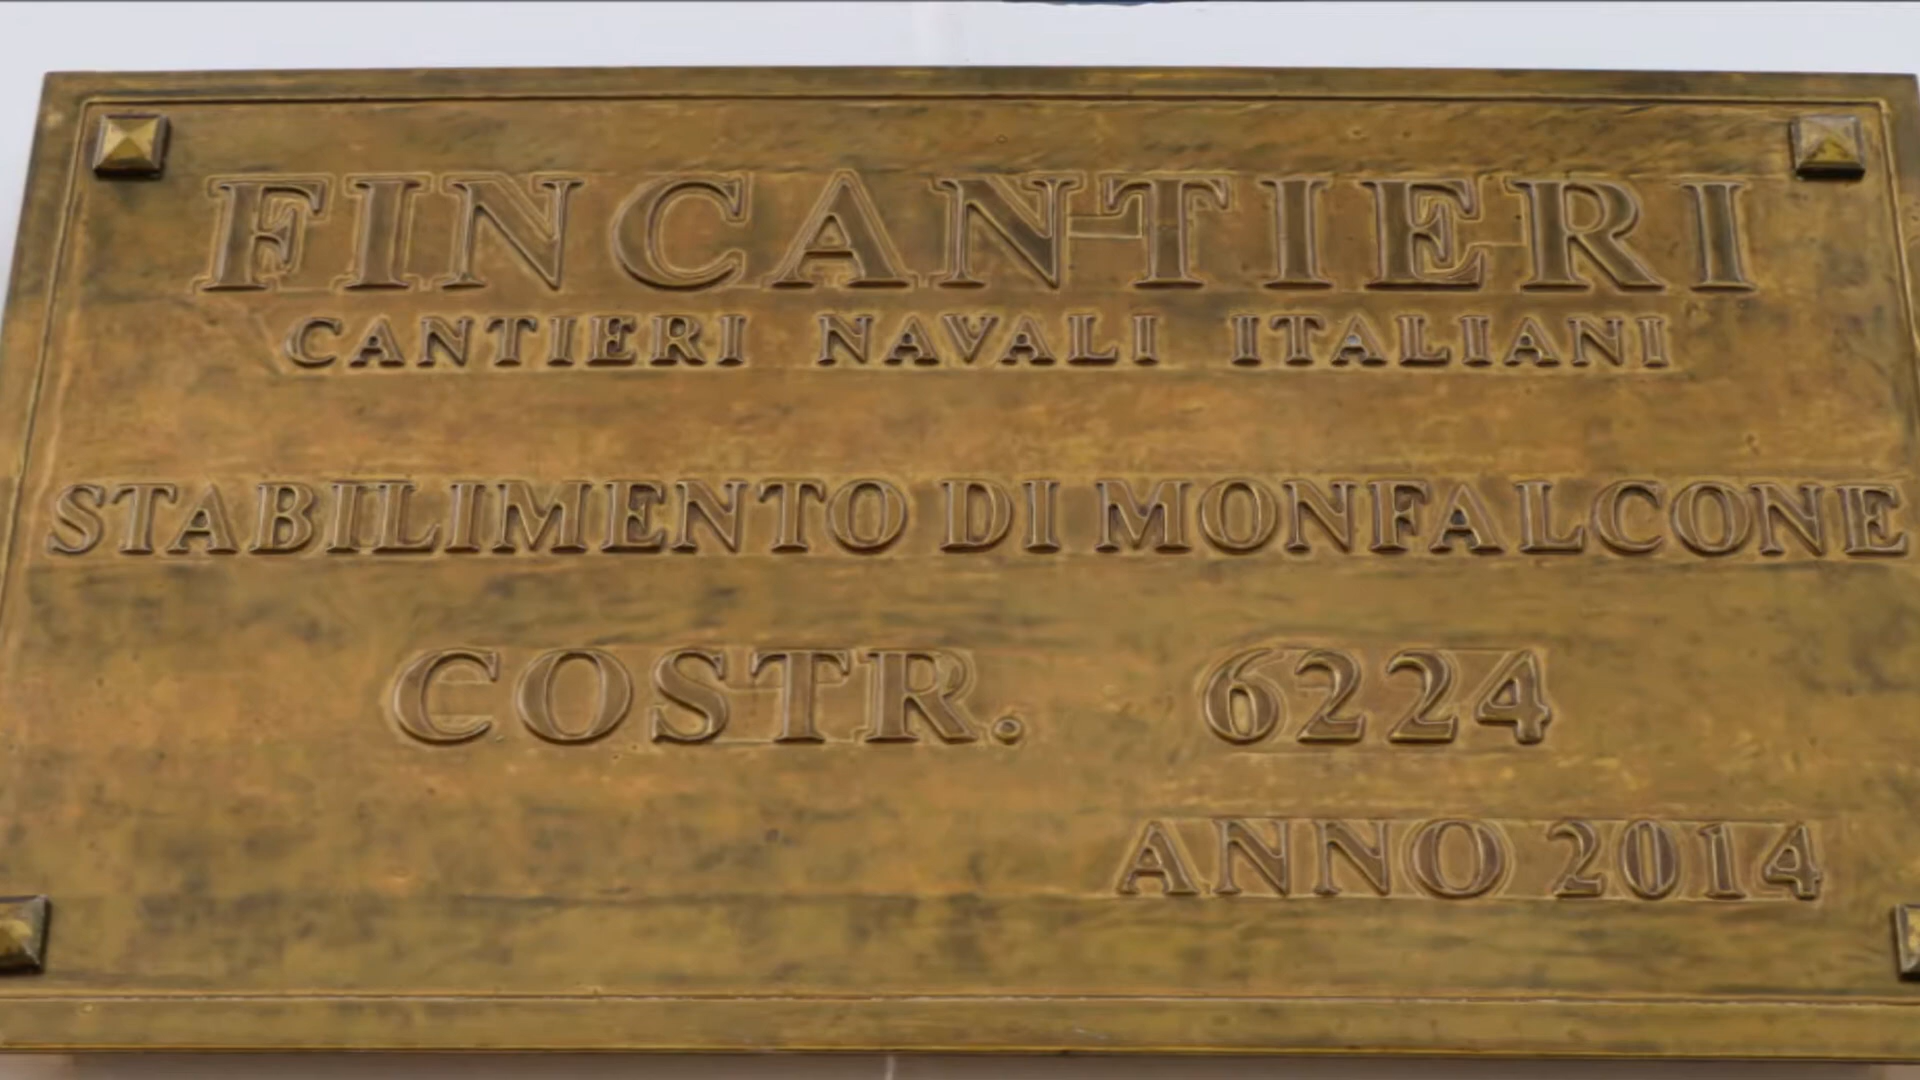 FINCANTIERI
CANTIERI NAVALI ITALIANI
STABILIMENTO DI MONFALCONE
COSTR. 6224
ANNO 2014